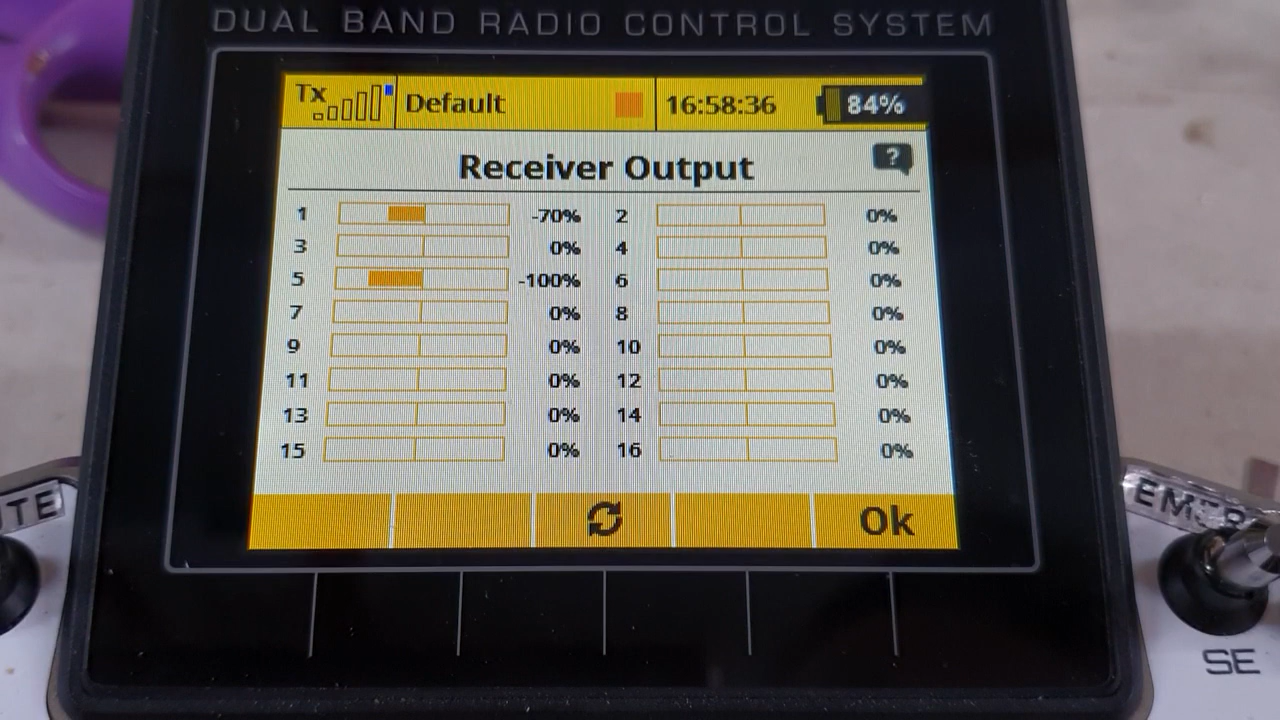 DUAL BAND RADIO CONTROL SYSTEM
Tx Default 16:58:36 84%
Receiver Output ?
1 -70% 2 0%
3 0% 4 0%
5 -100% 6 0%
7 0% 8 0%
9 0% 10 0%
11 0% 12 0%
13 0% 14 0%
15 0% 16 0%
Ok
SE